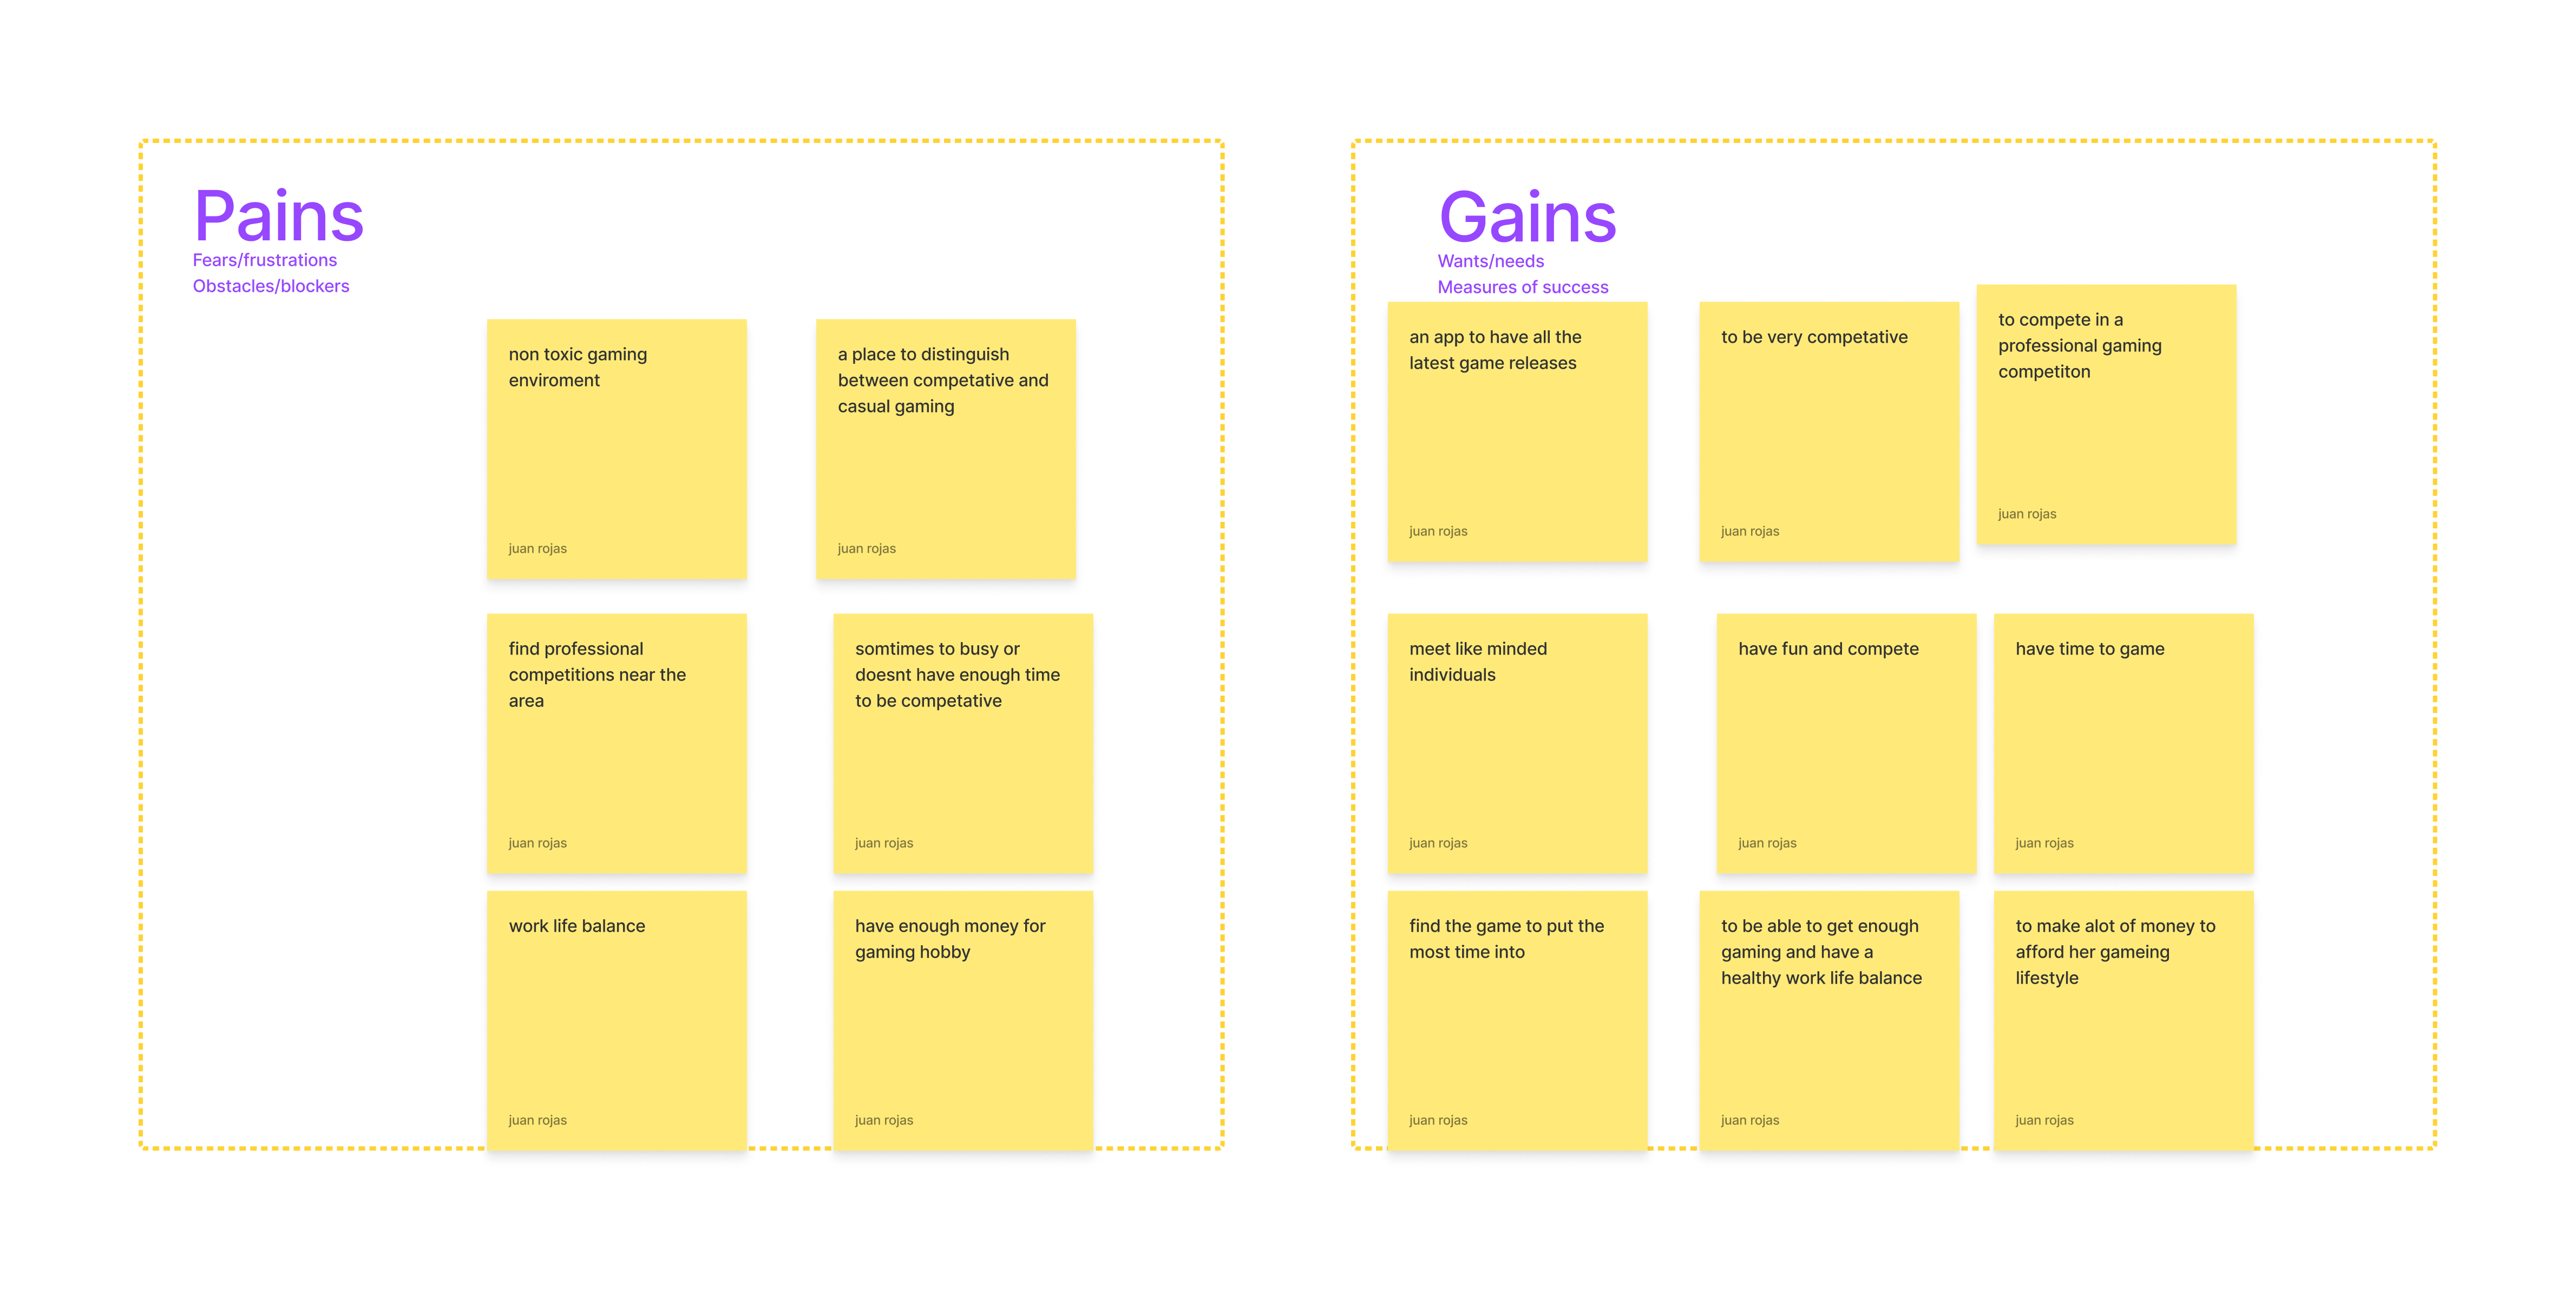 Pains
Fears/frustrations
Obstacles/blockers
non toxic gaming
enviroment
juan rojas
a place to distinguish
between competative and
casual gaming
juan rojas
find professional
competitions near the
area
juan rojas
somtimes to busy or
doesnt have enough time
to be competative
juan rojas
work life balance
juan rojas
have enough money for
gaming hobby
juan rojas
Gains
Wants/needs
Measures of success
an app to have all the
latest game releases
juan rojas
to be very competative
juan rojas
to compete in a
professional gaming
competiton
juan rojas
meet like minded
individuals
juan rojas
have fun and compete
juan rojas
have time to game
juan rojas
find the game to put the
most time into
juan rojas
to be able to get enough
gaming and have a
healthy work life balance
juan rojas
to make alot of money to
afford her gameing
lifestyle
juan rojas